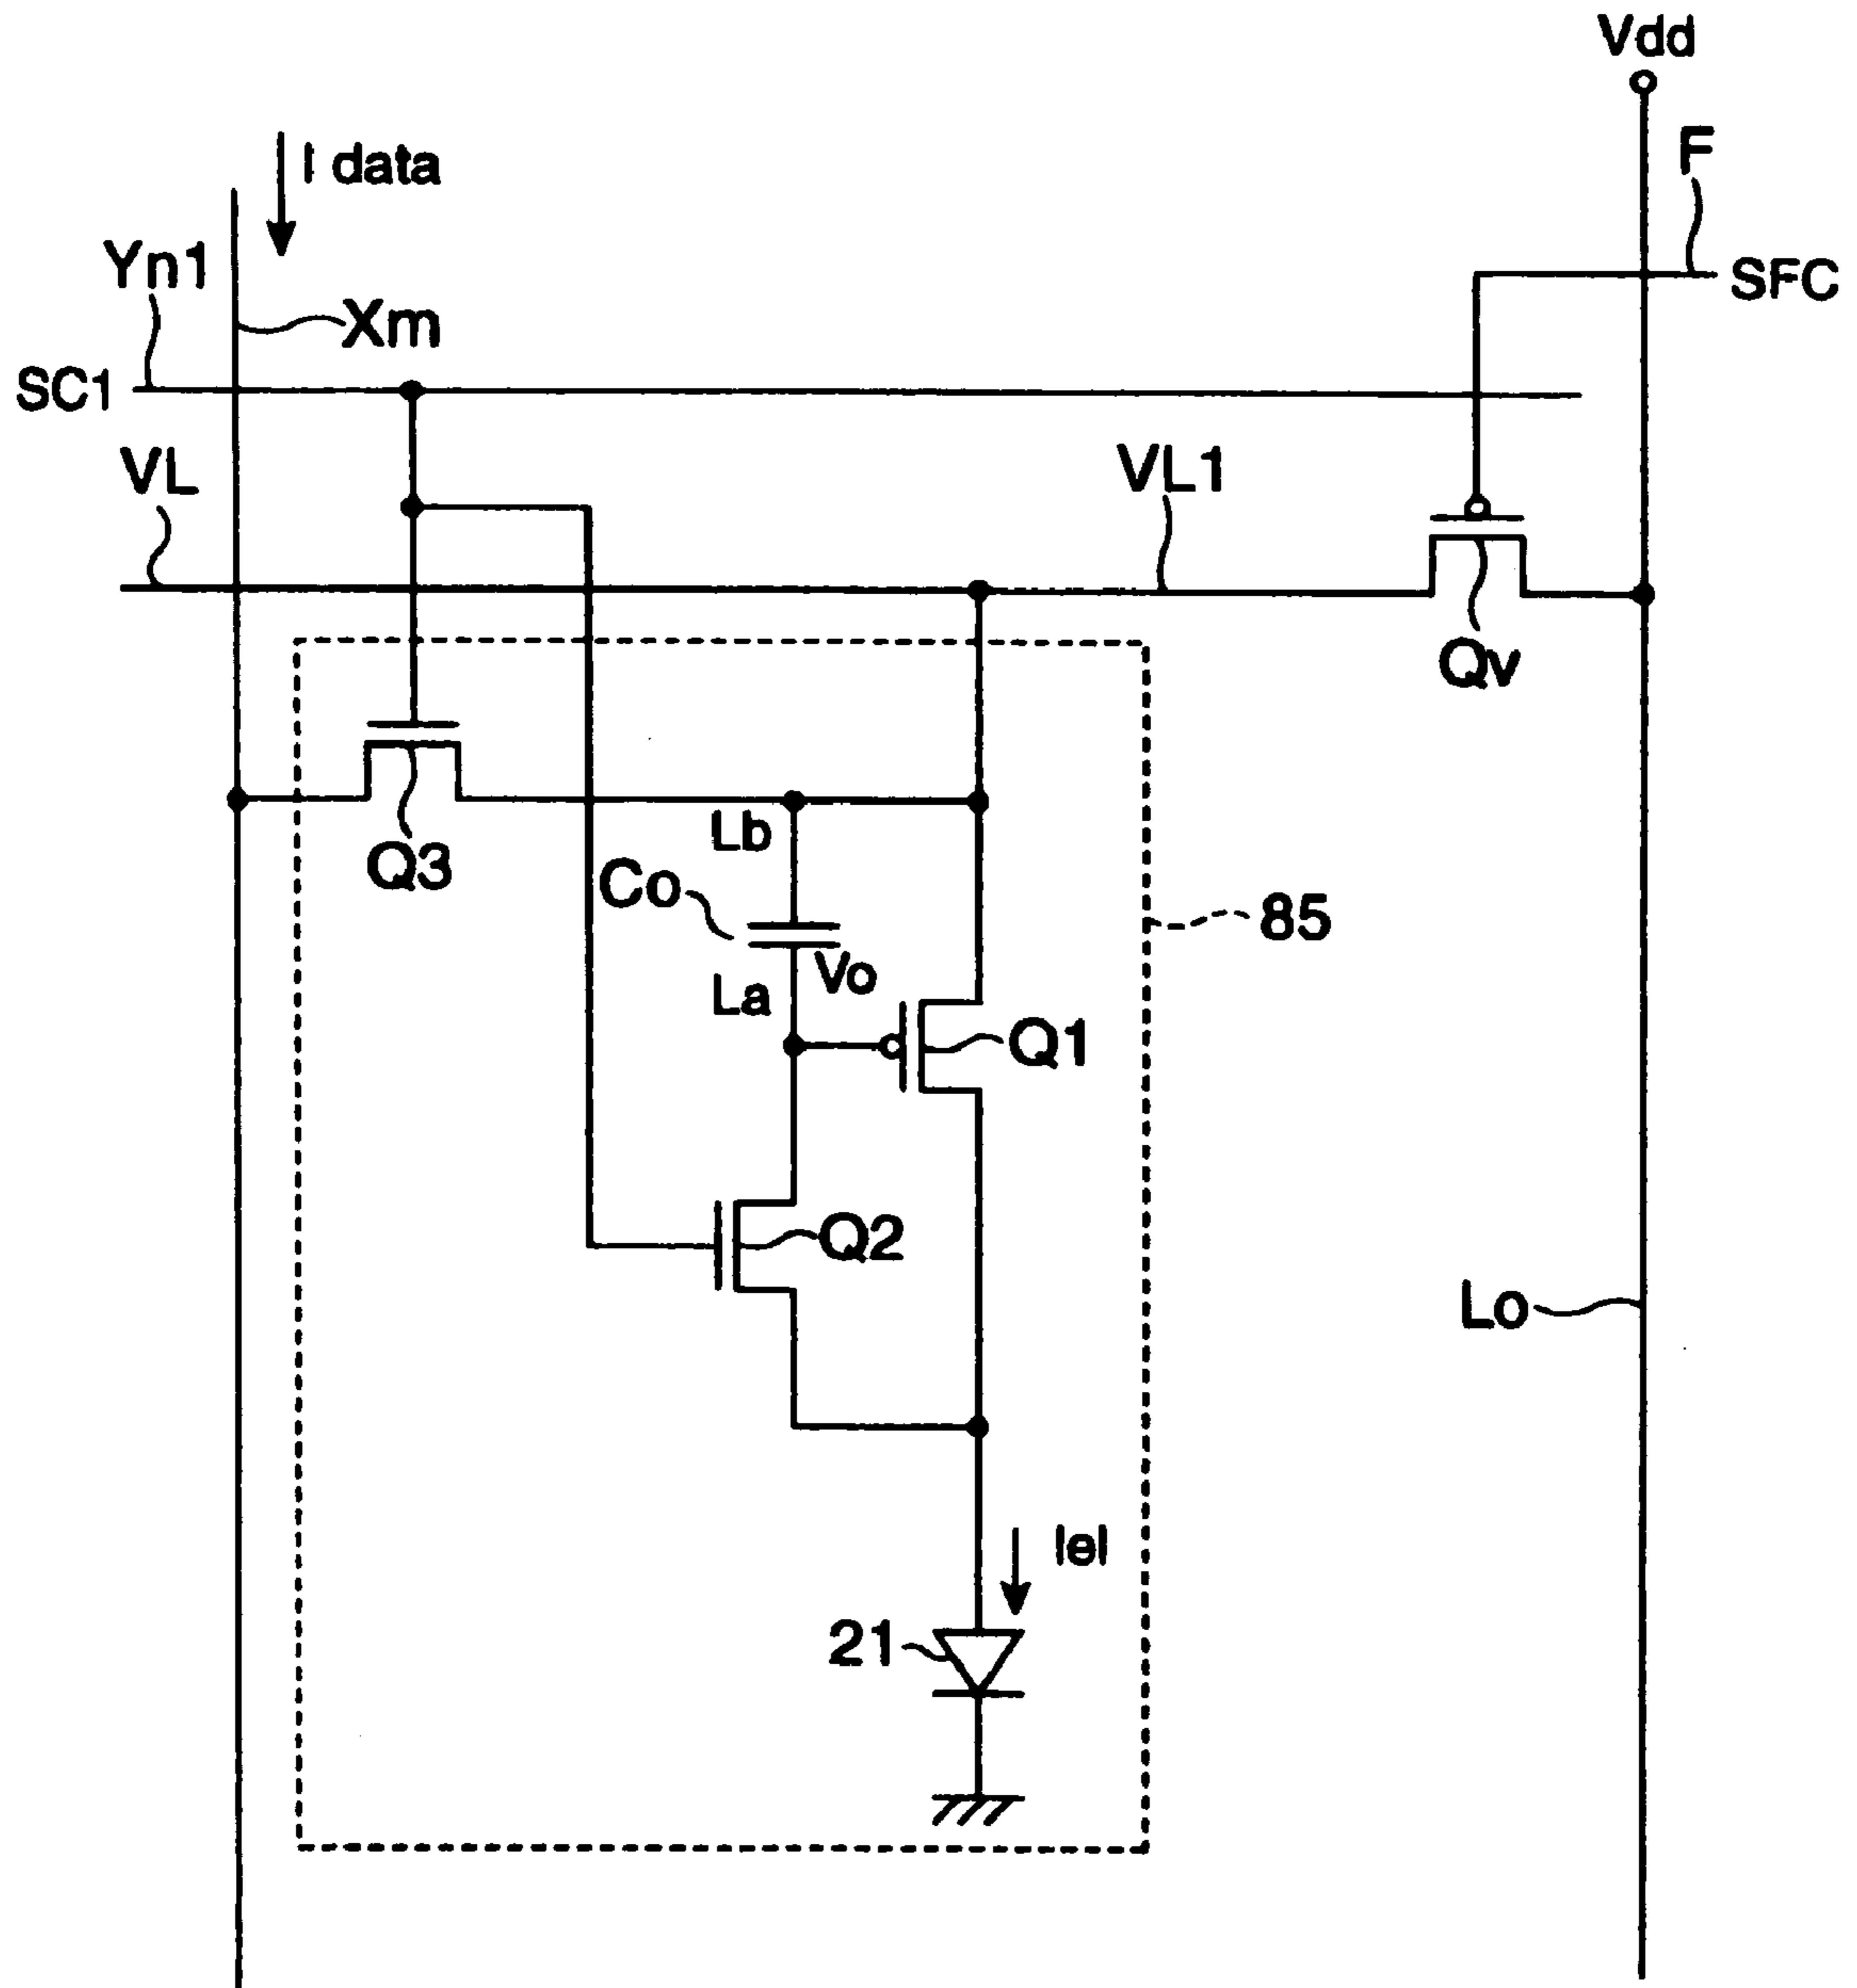 Vdd
F
I data
Yn1
SFC
Xm
SC1
VL
VL1
Qv
Lb
Q3
Co
85
Vo
La
Q1
Q2
Lo
Iel
21